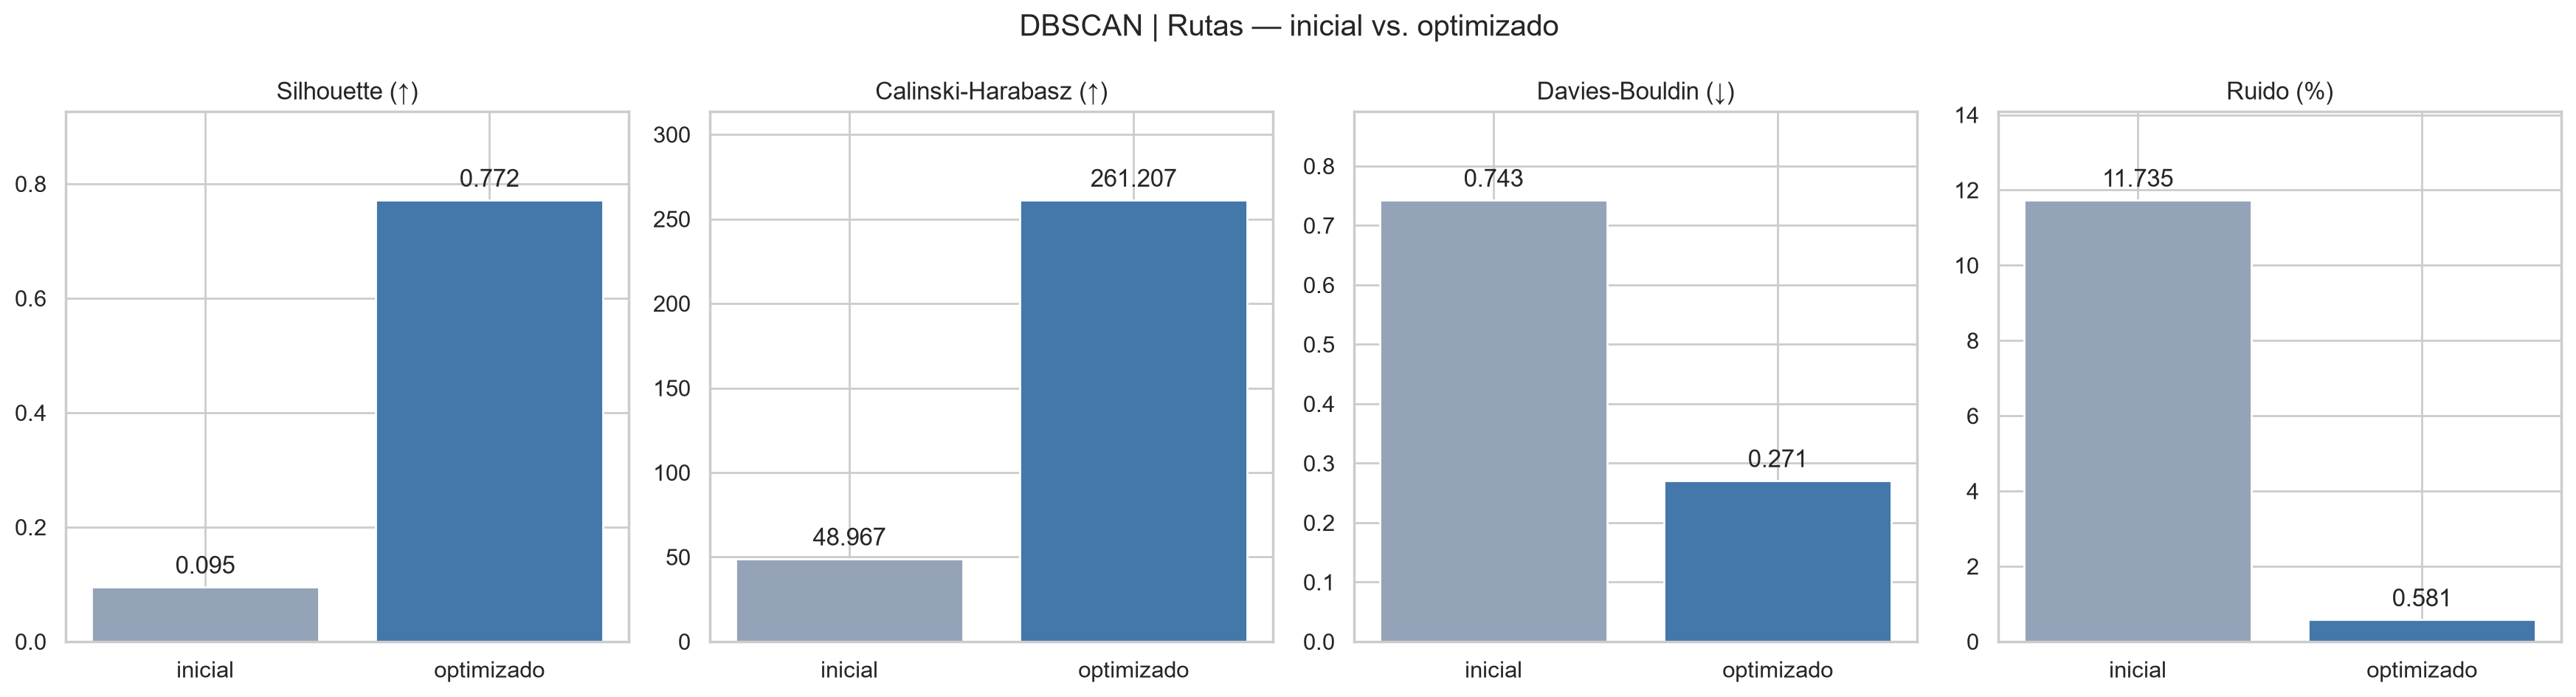 DBSCAN | Rutas — inicial vs. optimizado
Silhouette (↑)
0.8
0.6
0.4
0.2
0.0
0.095
0.772
inicial
optimizado
Calinski-Harabasz (↑)
300
250
200
150
100
50
0
48.967
261.207
inicial
optimizado
Davies-Bouldin (↓)
0.8
0.7
0.6
0.5
0.4
0.3
0.2
0.1
0.0
0.743
0.271
inicial
optimizado
Ruido (%)
14
12
10
8
6
4
2
0
11.735
0.581
inicial
optimizado